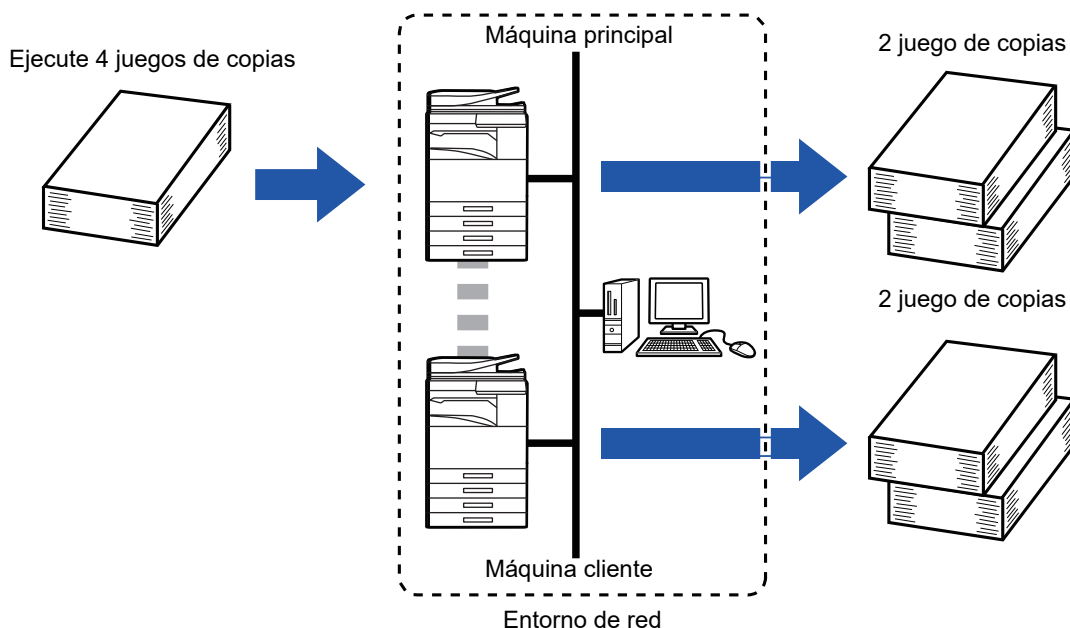 Máquina principal
Ejecute 4 juegos de copias
2 juego de copias
2 juego de copias
Máquina cliente
Entorno de red